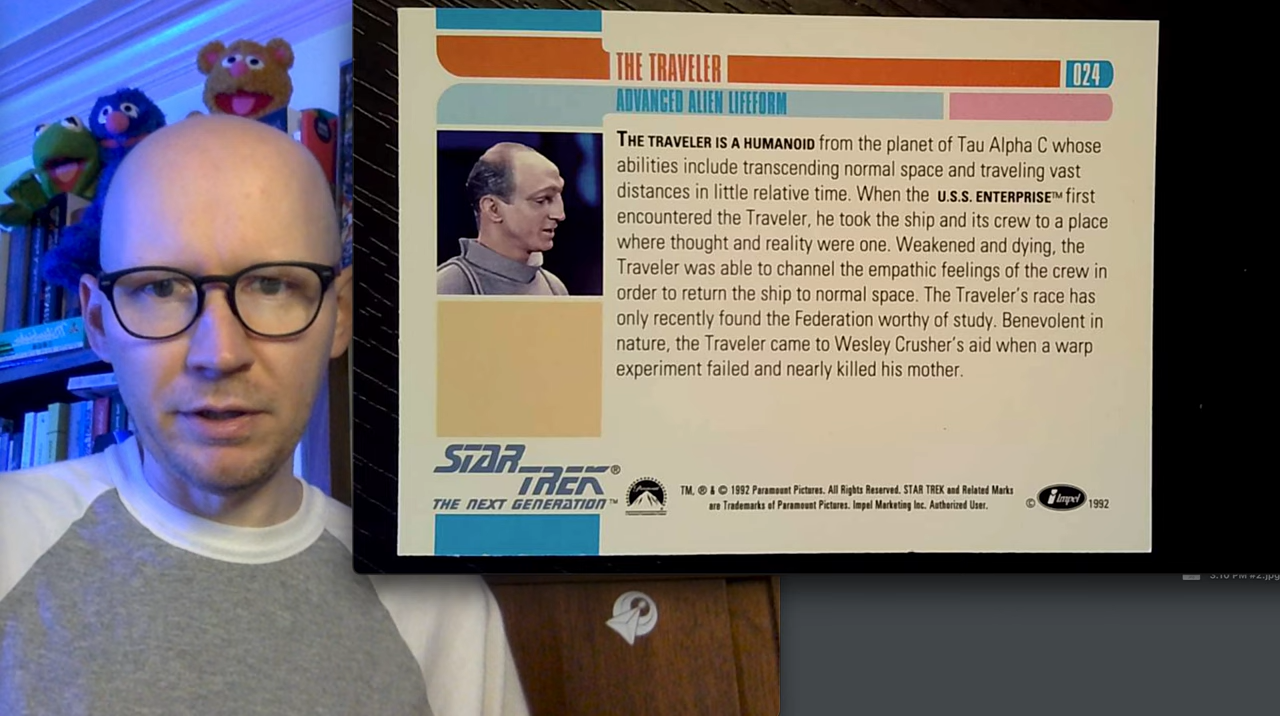 THE TRAVELER
024
ADVANCED ALIEN LIFEFORM
THE TRAVELER IS A HUMANOID from the planet of Tau Alpha C whose
abilities include transcending normal space and traveling vast
distances in little relative time. When the U.S.S. ENTERPRISE™ first
encountered the Traveler, he took the ship and its crew to a place
where thought and reality were one. Weakened and dying, the
Traveler was able to channel the empathic feelings of the crew in
order to return the ship to normal space. The Traveler's race has
only recently found the Federation worthy of study. Benevolent in
nature, the Traveler came to Wesley Crusher's aid when a warp
experiment failed and nearly killed his mother.
STAR
TREK®
THE NEXT GENERATION™
Paramount
TM, ® & © 1992 Paramount Pictures. All Rights Reserved. STAR TREK and Related Marks
are Trademarks of Paramount Pictures. Impel Marketing Inc. Authorized User.
© Impel 1992
3:10 PM #2.jpg